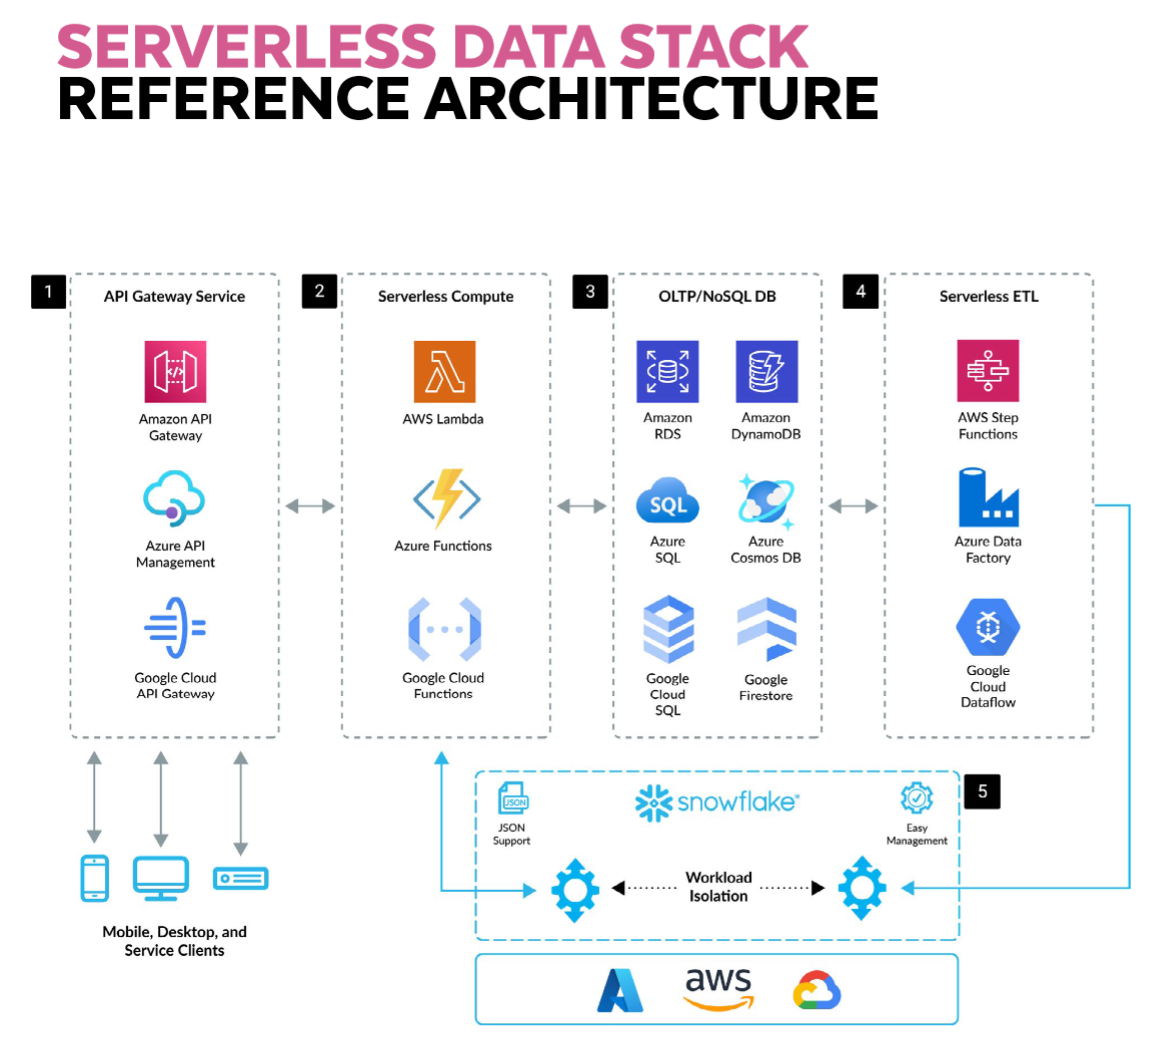 SERVERLESS DATA STACK
REFERENCE ARCHITECTURE
1
API Gateway Service
Amazon API
Gateway
Azure API
Management
Google Cloud
API Gateway
2
Serverless Compute
AWS Lambda
Azure Functions
Google Cloud
Functions
3
OLTP/NoSQL DB
Amazon
RDS
Amazon
DynamoDB
SQL
Azure
SQL
Azure
Cosmos DB
Google
Cloud
SQL
Google
Firestore
4
Serverless ETL
AWS Step
Functions
Azure Data
Factory
Google
Cloud
Dataflow
Mobile, Desktop, and
Service Clients
5
JSON
JSON
Support
snowflake®
Easy
Management
Workload
Isolation
aws